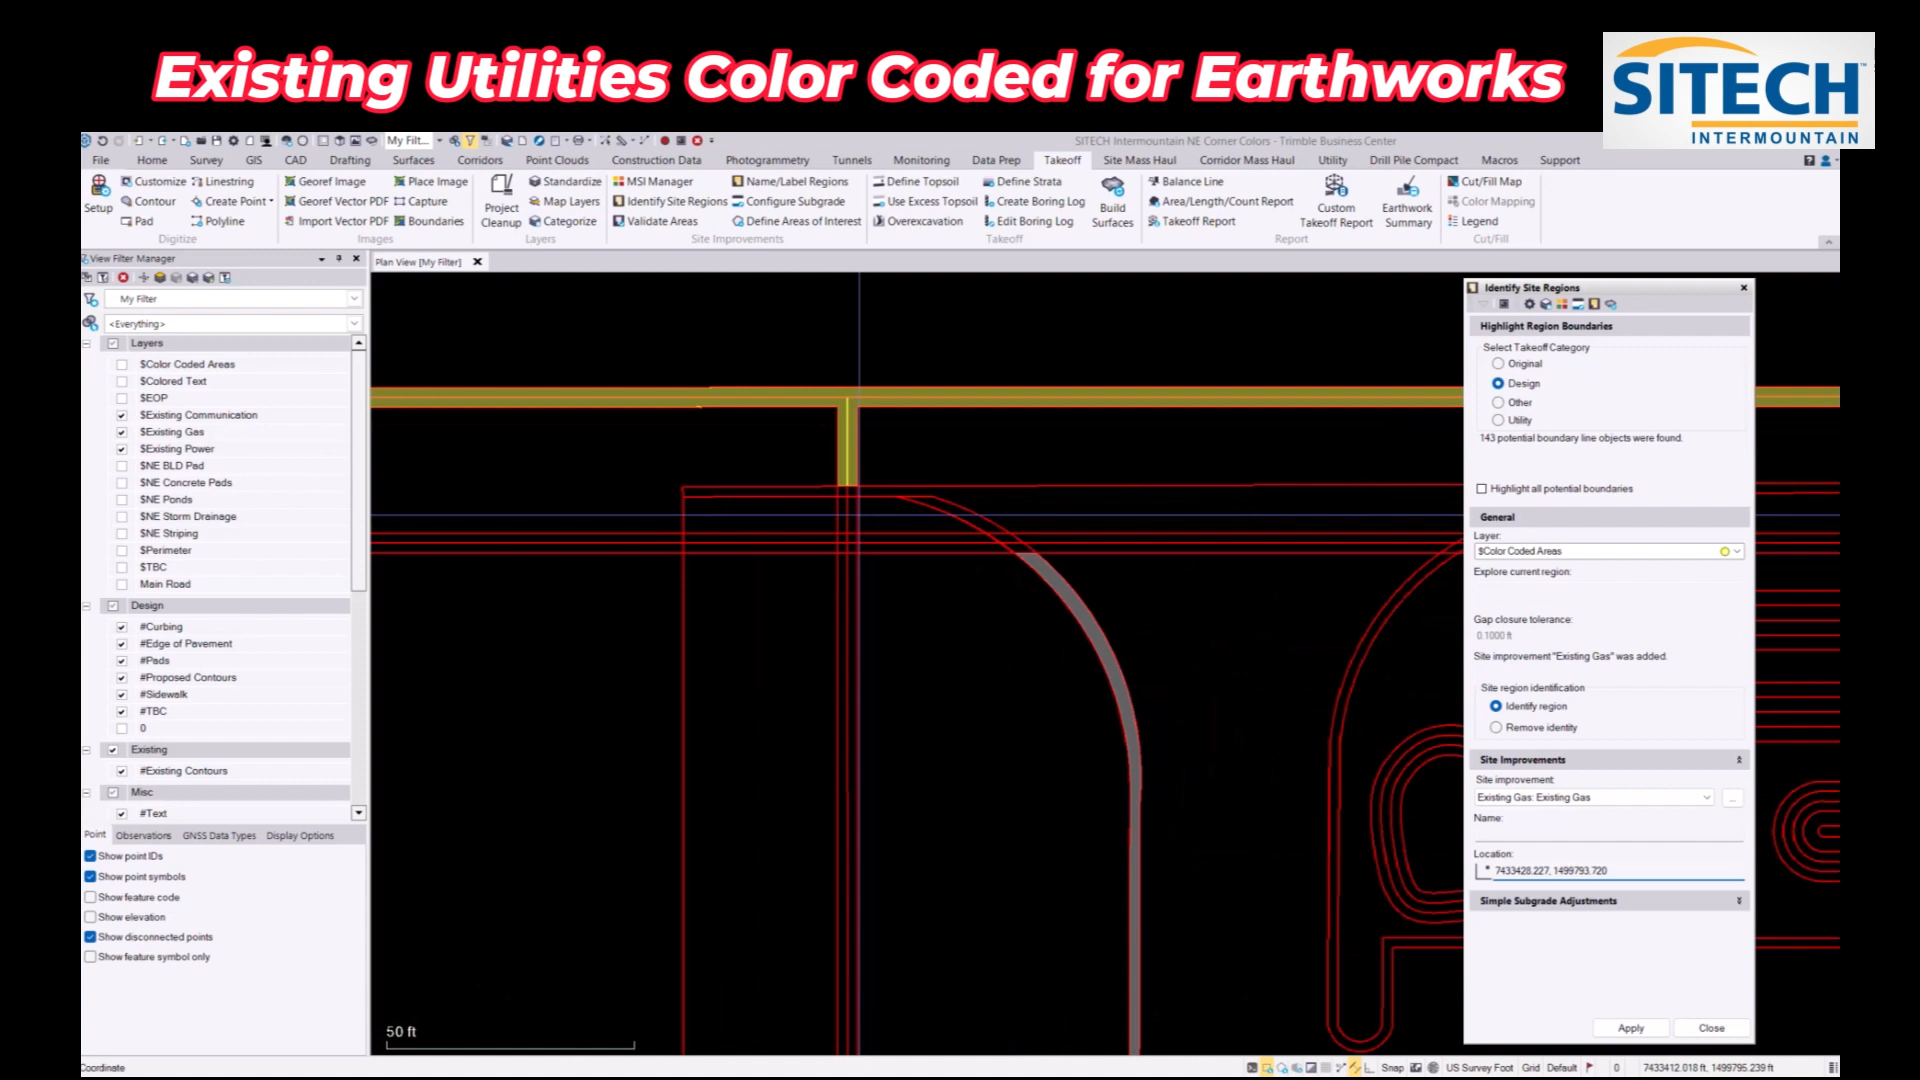 Existing Utilities Color Coded for Earthworks
SITECH
INTERMOUNTAIN
My Filt...
SITECH Intermountain NE Corner Colors - Trimble Business Center
File Home Survey GIS CAD Drafting Surfaces Corridors Point Clouds Construction Data Photogrammetry Tunnels Monitoring Data Prep Takeoff Site Mass Haul Corridor Mass Haul Utility Drill Pile Compact Macros Support
Setup
Customize Linestring
Contour Create Point
Pad Polyline
Digitize
Georef Image Place Image
Georef Vector PDF Capture
Import Vector PDF Boundaries
Images
Project Cleanup
Standardize
Map Layers
Categorize
Layers
MSI Manager Name/Label Regions
Identify Site Regions Configure Subgrade
Validate Areas Define Areas of Interest
Site Improvements
Define Topsoil Define Strata
Use Excess Topsoil Create Boring Log
Overexcavation Edit Boring Log
Build Surfaces
Takeoff
Balance Line
Area/Length/Count Report
Takeoff Report
Custom Takeoff Report
Earthwork Summary
Report
Cut/Fill Map
Color Mapping
Legend
Cut/Fill
View Filter Manager
My Filter
<Everything>
Layers
$Color Coded Areas
$Colored Text
$EOP
$Existing Communication
$Existing Gas
$Existing Power
$NE BLD Pad
$NE Concrete Pads
$NE Ponds
$NE Storm Drainage
$NE Striping
$Perimeter
$TBC
Main Road
Design
#Curbing
#Edge of Pavement
#Pads
#Proposed Contours
#Sidewalk
#TBC
0
Existing
#Existing Contours
Misc
#Text
Point Observations GNSS Data Types Display Options
Show point IDs
Show point symbols
Show feature code
Show elevation
Show disconnected points
Show feature symbol only
Plan View [My Filter]
50 ft
Identify Site Regions
Highlight Region Boundaries
Select Takeoff Category
Original
Design
Other
Utility
143 potential boundary line objects were found.
Highlight all potential boundaries
General
Layer:
$Color Coded Areas
Explore current region:
Gap closure tolerance:
0.1000 ft
Site improvement "Existing Gas" was added.
Site region identification
Identify region
Remove identity
Site Improvements
Site improvement:
Existing Gas: Existing Gas
...
Name:
Location:
* 7433428.227, 1499793.720
Simple Subgrade Adjustments
Apply Close
Coordinate
Snap US Survey Foot Grid Default 0 7433412.018 ft, 1499795.239 ft